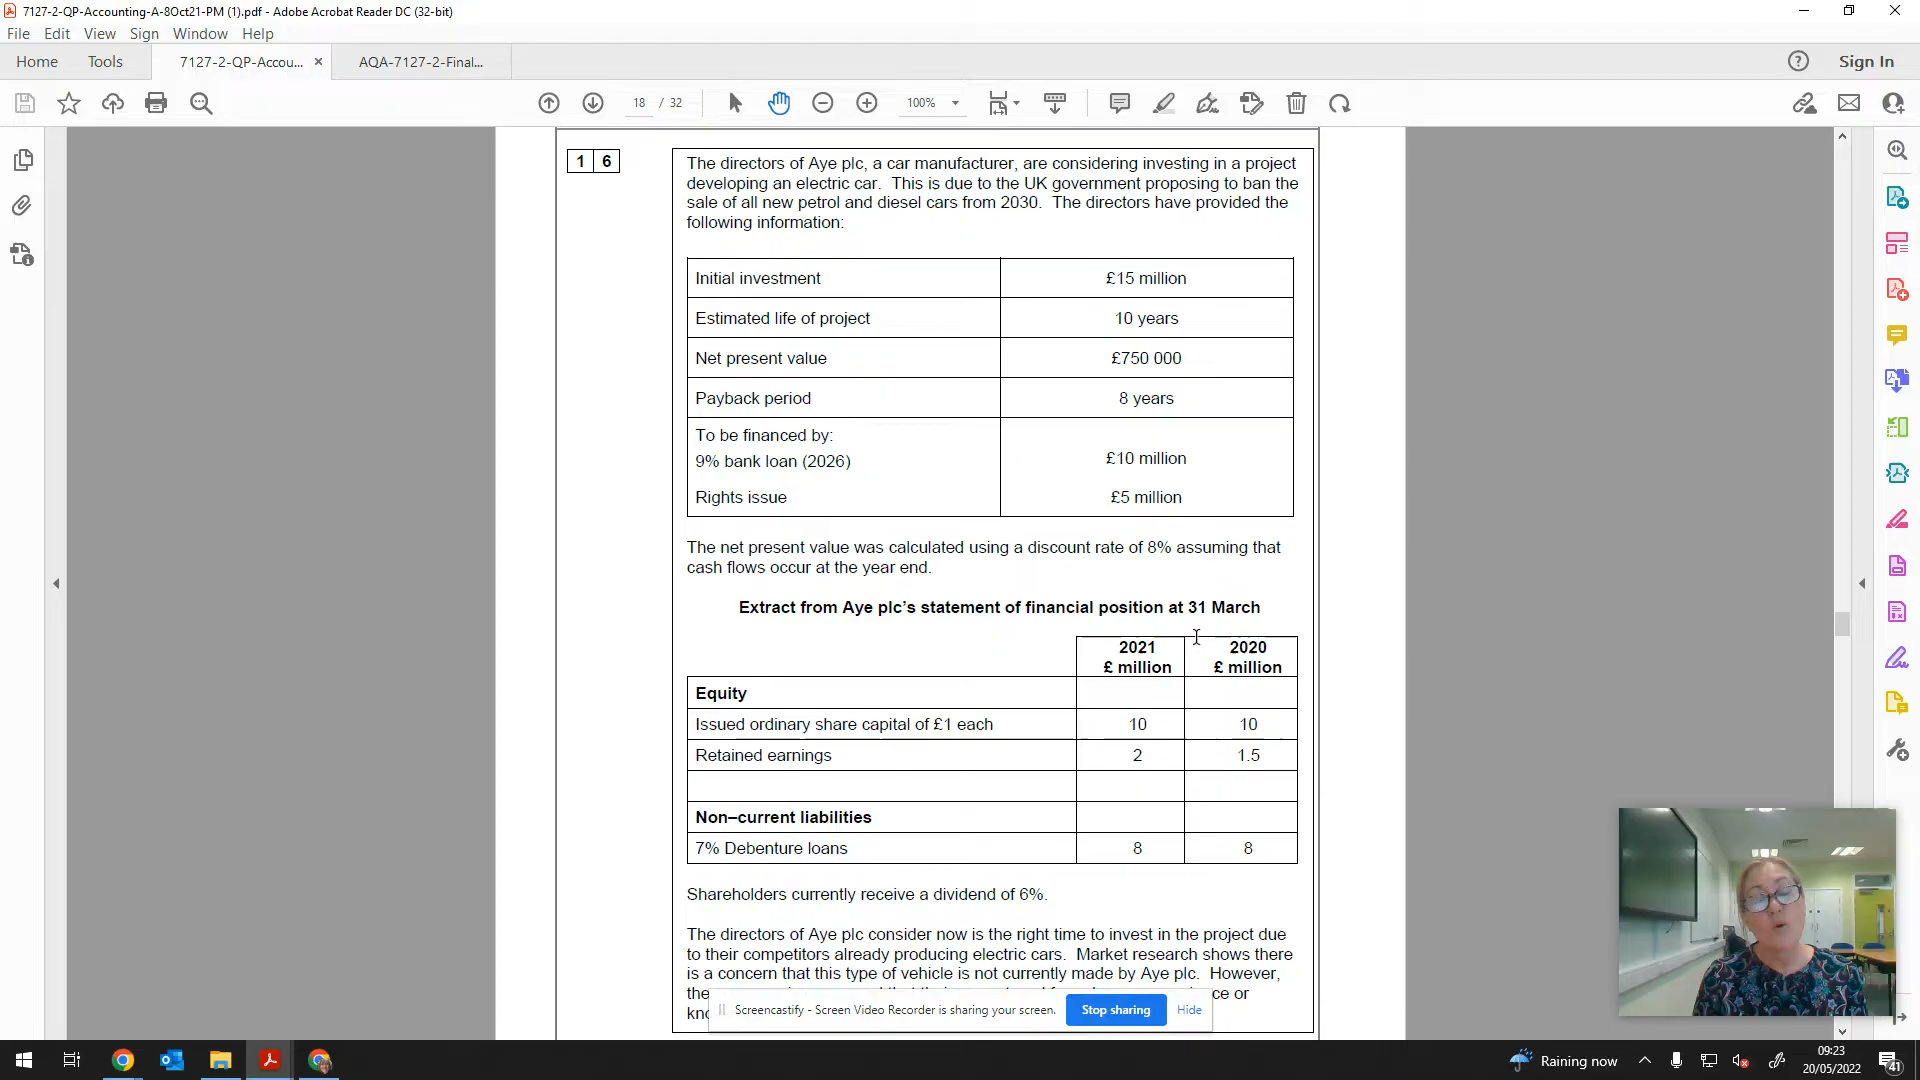 7127-2-QP-Accounting-A-8Oct21-PM (1).pdf - Adobe Acrobat Reader DC (32-bit)
File Edit View Sign Window Help
Home Tools 7127-2-QP-Accou... × AQA-7127-2-Final... Sign In
18 / 32 100%
1 6
The directors of Aye plc, a car manufacturer, are considering investing in a project
developing an electric car. This is due to the UK government proposing to ban the
sale of all new petrol and diesel cars from 2030. The directors have provided the
following information:
Initial investment £15 million
Estimated life of project 10 years
Net present value £750 000
Payback period 8 years
To be financed by:
9% bank loan (2026) £10 million
Rights issue £5 million
The net present value was calculated using a discount rate of 8% assuming that
cash flows occur at the year end.
Extract from Aye plc's statement of financial position at 31 March
2021 2020
£ million £ million
Equity
Issued ordinary share capital of £1 each 10 10
Retained earnings 2 1.5
Non–current liabilities
7% Debenture loans 8 8
Shareholders currently receive a dividend of 6%.
The directors of Aye plc consider now is the right time to invest in the project due
to their competitors already producing electric cars. Market research shows there
is a concern that this type of vehicle is not currently made by Aye plc. However,
Screencastify - Screen Video Recorder is sharing your screen. Stop sharing Hide
Raining now
09:23
20/05/2022
41